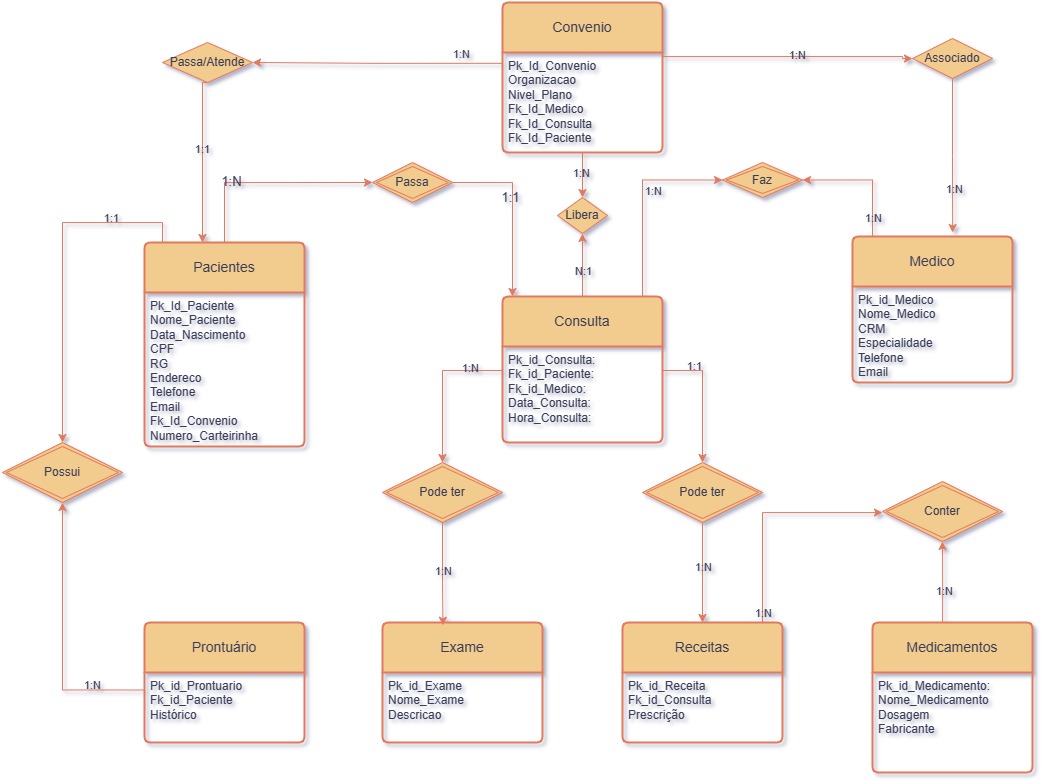 Convenio
Pk_Id_Convenio
Organizacao
Nivel_Plano
Fk_Id_Medico
Fk_Id_Consulta
Fk_Id_Paciente
1:N
Passa/Atende
1:N
Associado
1:1
1:N
1:N
Passa
1:1
1:N
Libera
N:1
Faz
1:N
1:N
1:N
1:1
Pacientes
Pk_Id_Paciente
Nome_Paciente
Data_Nascimento
CPF
RG
Endereco
Telefone
Email
Fk_Id_Convenio
Numero_Carteirinha
Consulta
Pk_id_Consulta:
Fk_id_Paciente:
Fk_id_Medico:
Data_Consulta:
Hora_Consulta:
Medico
Pk_id_Medico
Nome_Medico
CRM
Especialidade
Telefone
Email
1:N
1:1
Possui
Pode ter
Pode ter
Conter
1:N
1:N
1:N
1:N
1:N
Prontuário
Pk_id_Prontuario
Fk_id_Paciente
Histórico
Exame
Pk_id_Exame
Nome_Exame
Descricao
Receitas
Pk_id_Receita
Fk_id_Consulta
Prescrição
Medicamentos
Pk_id_Medicamento:
Nome_Medicamento
Dosagem
Fabricante